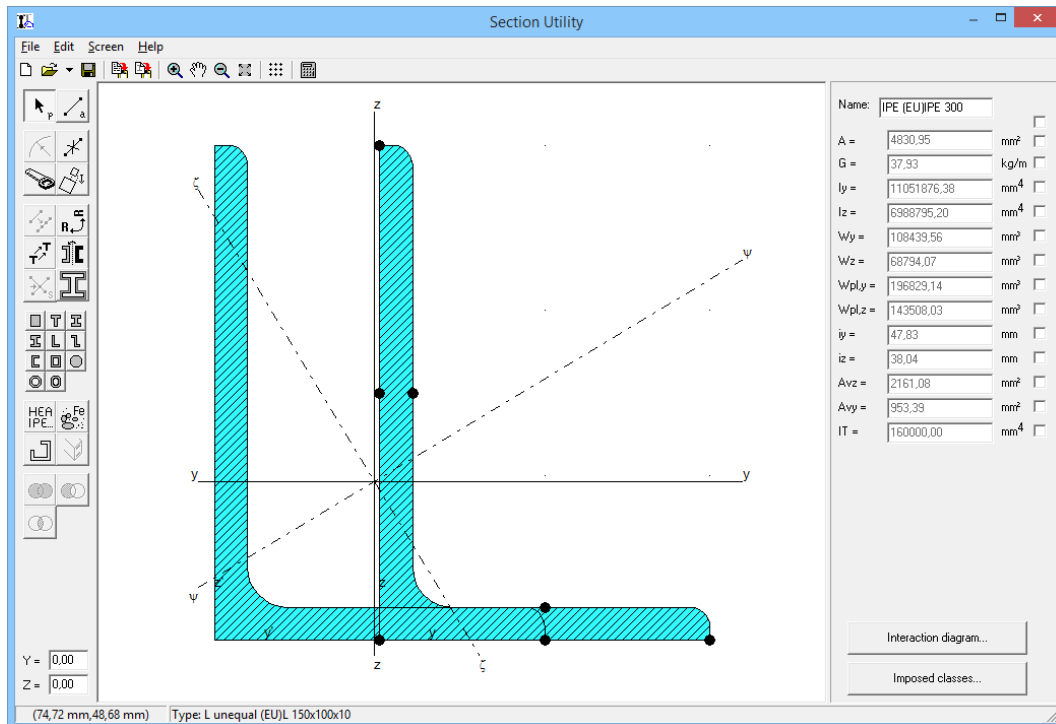 Section Utility
File Edit Screen Help
p a
R R
T T
S
T
L
HEA
IPE... Fe
Y = 0,00
Z = 0,00
z
ζ
ψ
y y
ψ
z z
y y
z ζ
Name: IPE (EU)IPE 300
A = 4830,95 mm²
G = 37,93 kg/m
Iy = 11051876,38 mm4
Iz = 6988795,20 mm4
Wy = 108439,56 mm³
Wz = 68794,07 mm³
Wpl,y = 196829,14 mm³
Wpl,z = 143508,03 mm³
iy = 47,83 mm
iz = 38,04 mm
Avz = 2161,08 mm²
Avy = 953,39 mm²
IT = 160000,00 mm4
Interaction diagram...
Imposed classes...
(74,72 mm,48,68 mm) Type: L unequal (EU)L 150x100x10